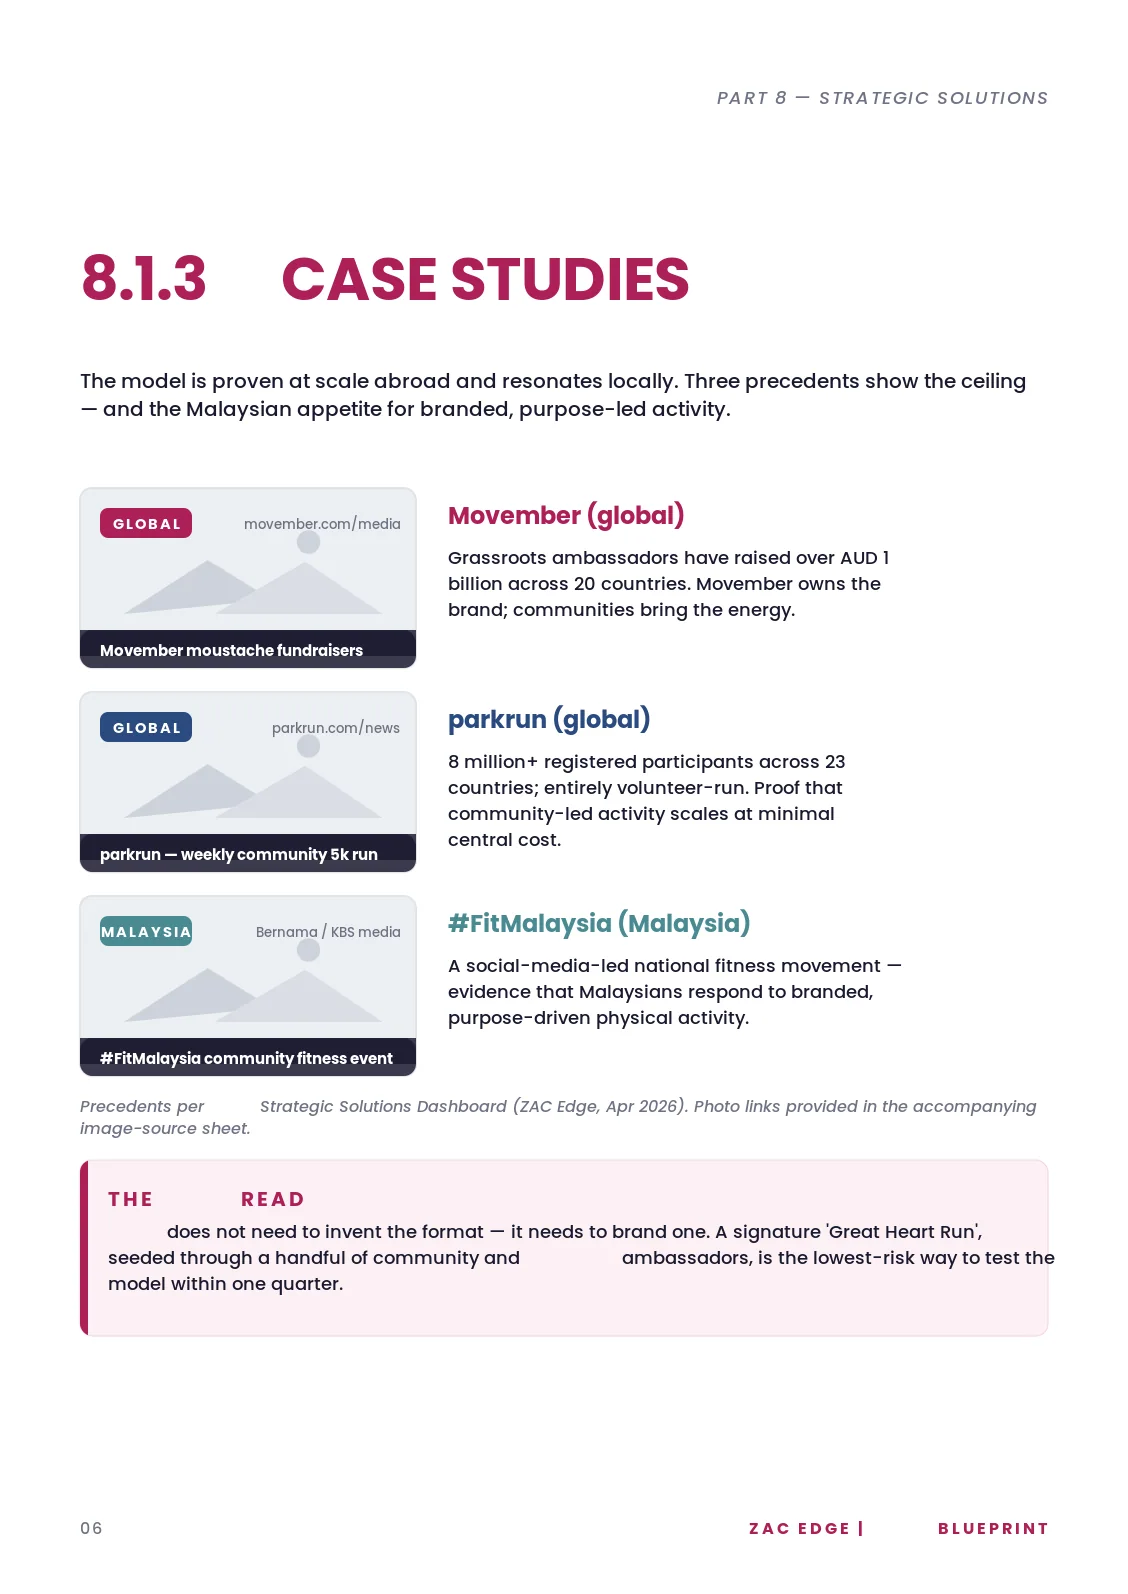 PART 8 — STRATEGIC SOLUTIONS
8.1.3 CASE STUDIES
The model is proven at scale abroad and resonates locally. Three precedents show the ceiling
— and the Malaysian appetite for branded, purpose-led activity.
GLOBAL movember.com/media
Movember moustache fundraisers
Movember (global)
Grassroots ambassadors have raised over AUD 1
billion across 20 countries. Movember owns the
brand; communities bring the energy.
GLOBAL parkrun.com/news
parkrun — weekly community 5k run
parkrun (global)
8 million+ registered participants across 23
countries; entirely volunteer-run. Proof that
community-led activity scales at minimal
central cost.
MALAYSIA Bernama / KBS media
#FitMalaysia community fitness event
#FitMalaysia (Malaysia)
A social-media-led national fitness movement —
evidence that Malaysians respond to branded,
purpose-driven physical activity.
Precedents per Strategic Solutions Dashboard (ZAC Edge, Apr 2026). Photo links provided in the accompanying
image-source sheet.
THE READ
does not need to invent the format — it needs to brand one. A signature 'Great Heart Run',
seeded through a handful of community and ambassadors, is the lowest-risk way to test the
model within one quarter.
06
ZAC EDGE | BLUEPRINT